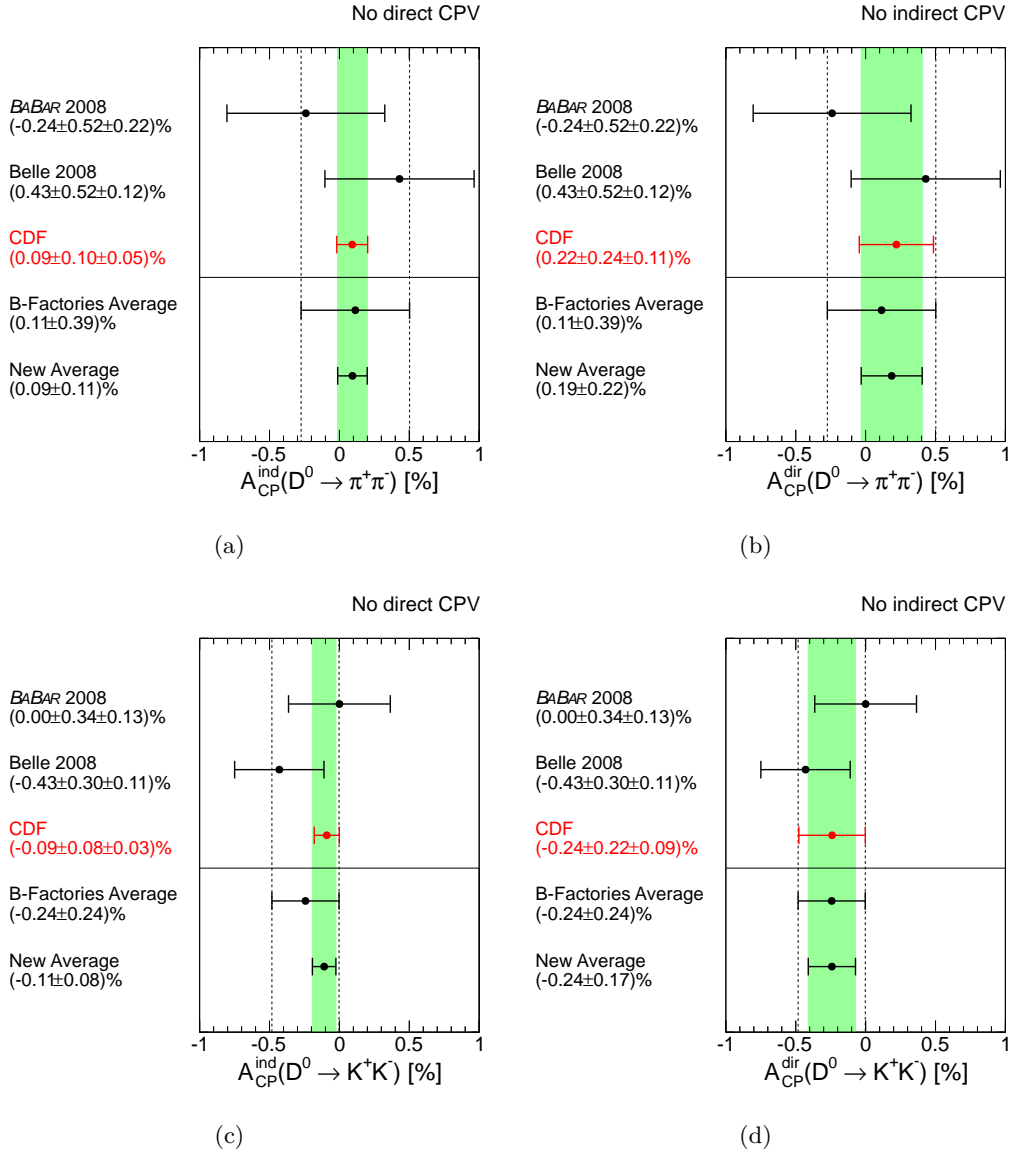 No direct CPV
BABAR 2008
(-0.24±0.52±0.22)%
Belle 2008
(0.43±0.52±0.12)%
CDF
(0.09±0.10±0.05)%
B-Factories Average
(0.11±0.39)%
New Average
(0.09±0.11)%
-1 -0.5 0 0.5 1
A_CP^ind(D^0 → π^+π^-) [%]
(a)
No indirect CPV
BABAR 2008
(-0.24±0.52±0.22)%
Belle 2008
(0.43±0.52±0.12)%
CDF
(0.22±0.24±0.11)%
B-Factories Average
(0.11±0.39)%
New Average
(0.19±0.22)%
-1 -0.5 0 0.5 1
A_CP^dir(D^0 → π^+π^-) [%]
(b)
No direct CPV
BABAR 2008
(0.00±0.34±0.13)%
Belle 2008
(-0.43±0.30±0.11)%
CDF
(-0.09±0.08±0.03)%
B-Factories Average
(-0.24±0.24)%
New Average
(-0.11±0.08)%
-1 -0.5 0 0.5 1
A_CP^ind(D^0 → K^+K^-) [%]
(c)
No indirect CPV
BABAR 2008
(0.00±0.34±0.13)%
Belle 2008
(-0.43±0.30±0.11)%
CDF
(-0.24±0.22±0.09)%
B-Factories Average
(-0.24±0.24)%
New Average
(-0.24±0.17)%
-1 -0.5 0 0.5 1
A_CP^dir(D^0 → K^+K^-) [%]
(d)